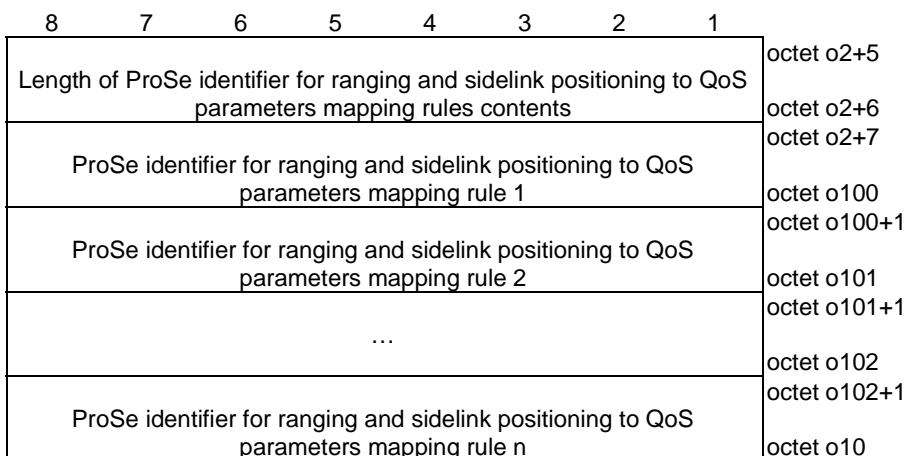 8 7 6 5 4 3 2 1
octet o2+5
Length of ProSe identifier for ranging and sidelink positioning to QoS
parameters mapping rules contents
octet o2+6
octet o2+7
ProSe identifier for ranging and sidelink positioning to QoS
parameters mapping rule 1
octet o100
octet o100+1
ProSe identifier for ranging and sidelink positioning to QoS
parameters mapping rule 2
octet o101
octet o101+1
…
octet o102
octet o102+1
ProSe identifier for ranging and sidelink positioning to QoS
parameters mapping rule n
octet o10